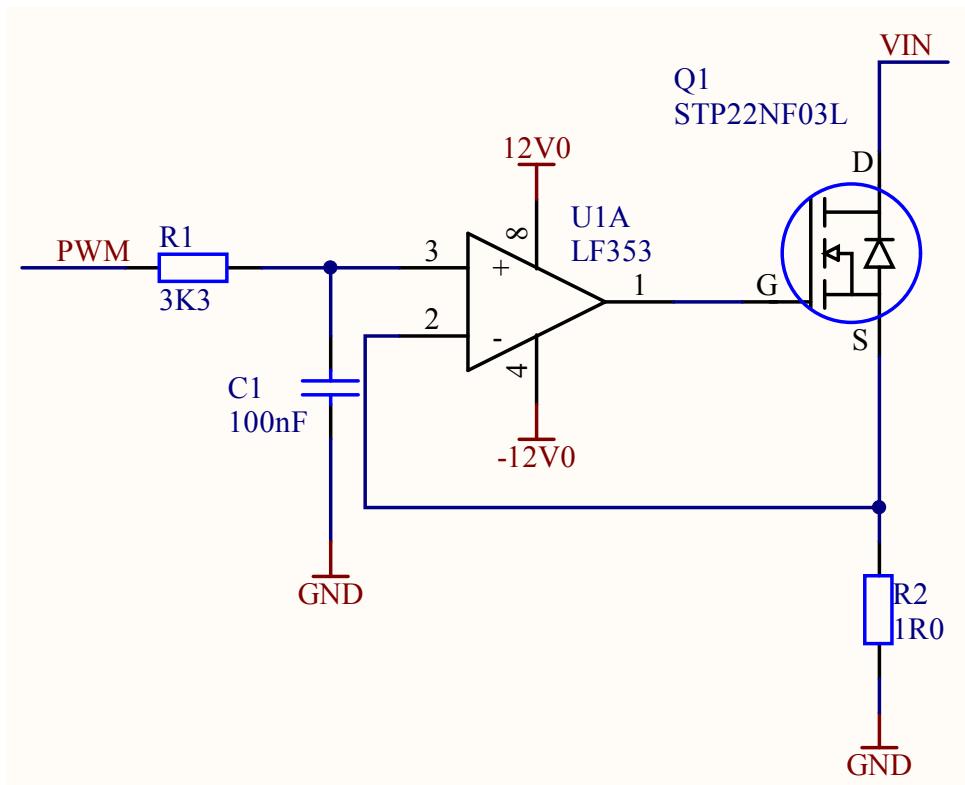 VIN
Q1
STP22NF03L
D
12V0
8
U1A
LF353
PWM
R1
3K3
3
+
1
G
2
-
4
S
C1
100nF
-12V0
GND
R2
1R0
GND